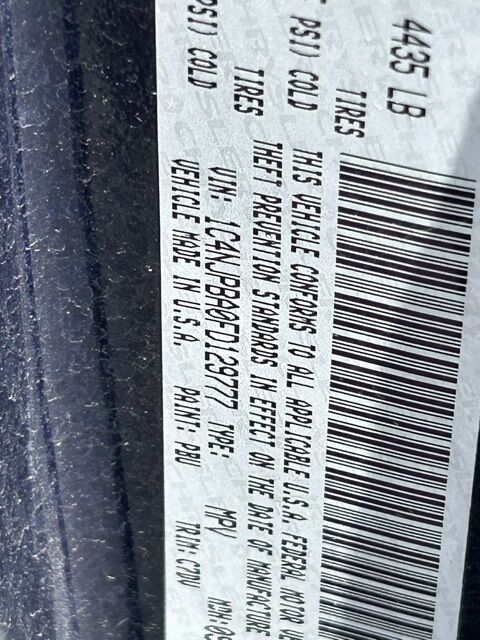 4435 LB
TIRES
PSI) COLD
TIRES
PSI) COLD
THIS VEHICLE CONFORMS TO ALL APPLICABLE U.S.A. FEDERAL MOTOR
THEFT PREVENTION STANDARDS IN EFFECT ON THE DATE OF MANUFACTURE
VIN: 1C4NJPBA0FD129777 TYPE: MPV
VEHICLE MADE IN U.S.A. PAINT: PBU TRIM: